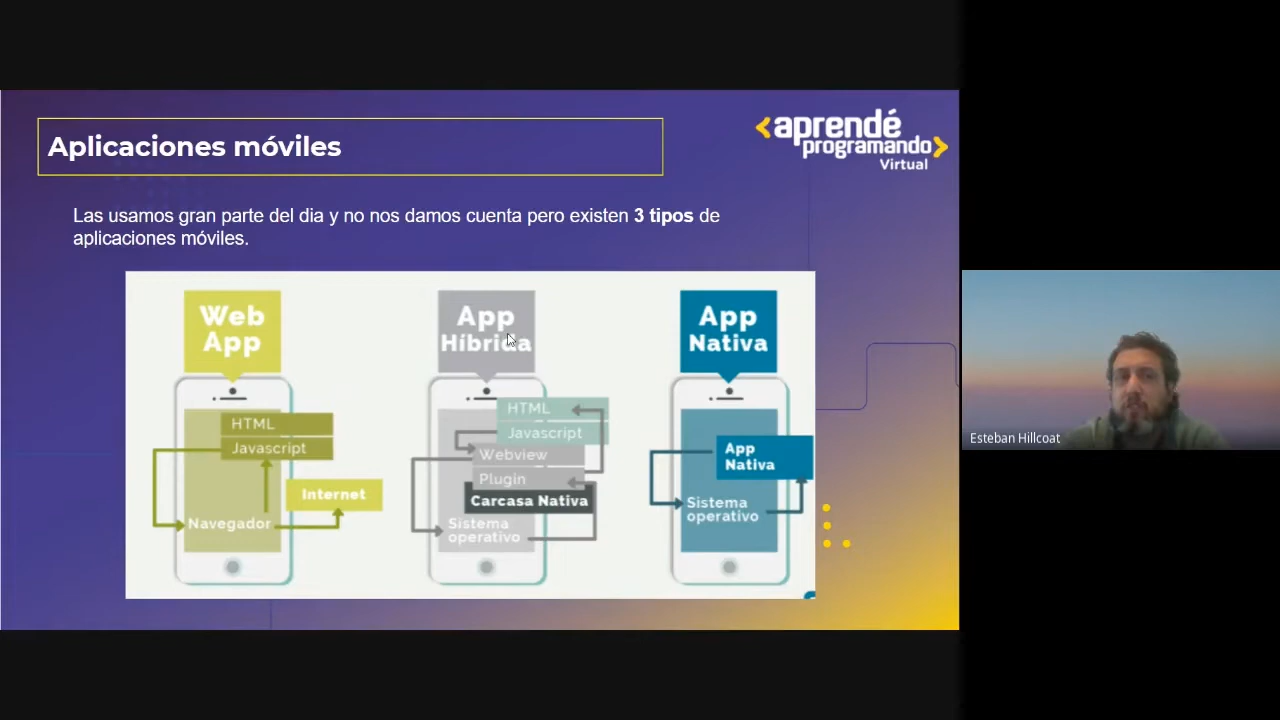 Aplicaciones móviles
<aprendé
programando>
Virtual
Las usamos gran parte del dia y no nos damos cuenta pero existen 3 tipos de
aplicaciones móviles.
Web
App
HTML
Javascript
Internet
Navegador
App
Híbrida
HTML
Javascript
Webview
Plugin
Carcasa Nativa
Sistema
operativo
App
Nativa
App
Nativa
Sistema
operativo
Esteban Hillcoat